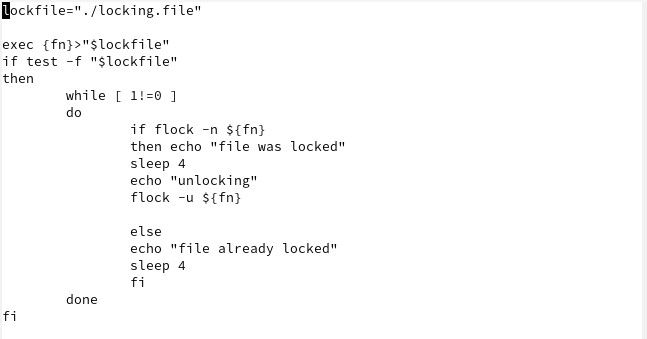 lockfile="./locking.file"

exec {fn}>"$lockfile"
if test -f "$lockfile"
then
        while [ 1!=0 ]
        do
                if flock -n ${fn}
                then echo "file was locked"
                sleep 4
                echo "unlocking"
                flock -u ${fn}

                else
                echo "file already locked"
                sleep 4
                fi
        done
fi